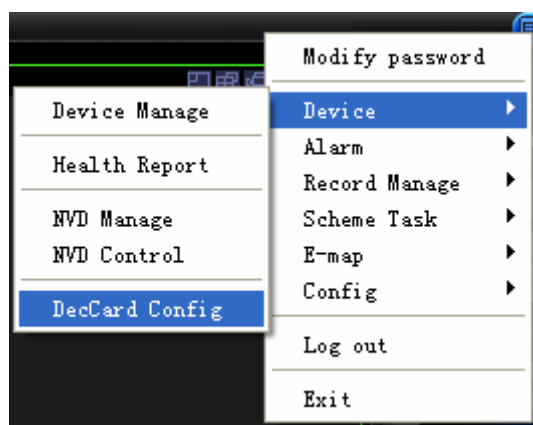 Modify password
Device
Alarm
Record Manage
Scheme Task
E-map
Config
Log out
Exit
Device Manage
Health Report
NVD Manage
NVD Control
DecCard Config